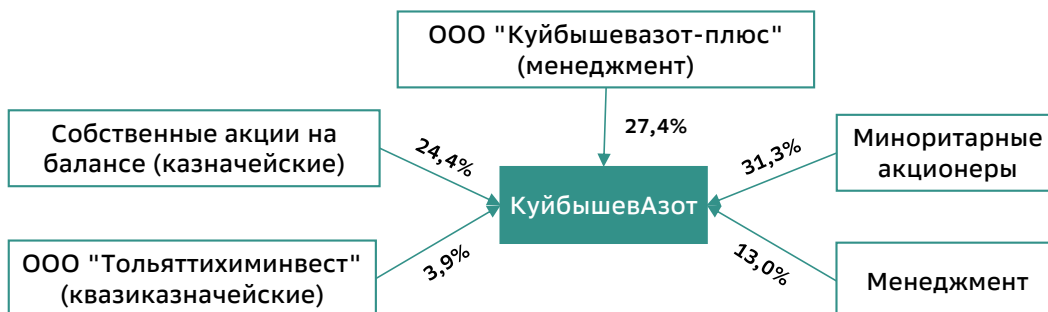 ООО "Куйбышевазот-плюс"
(менеджмент)
27,4%
Собственные акции на
балансе (казначейские)
24,4%
31,3%
Миноритарные
акционеры
КуйбышевАзот
ООО "Тольяттихиминвест"
(квазиказначейские)
3,9%
13,0%
Менеджмент